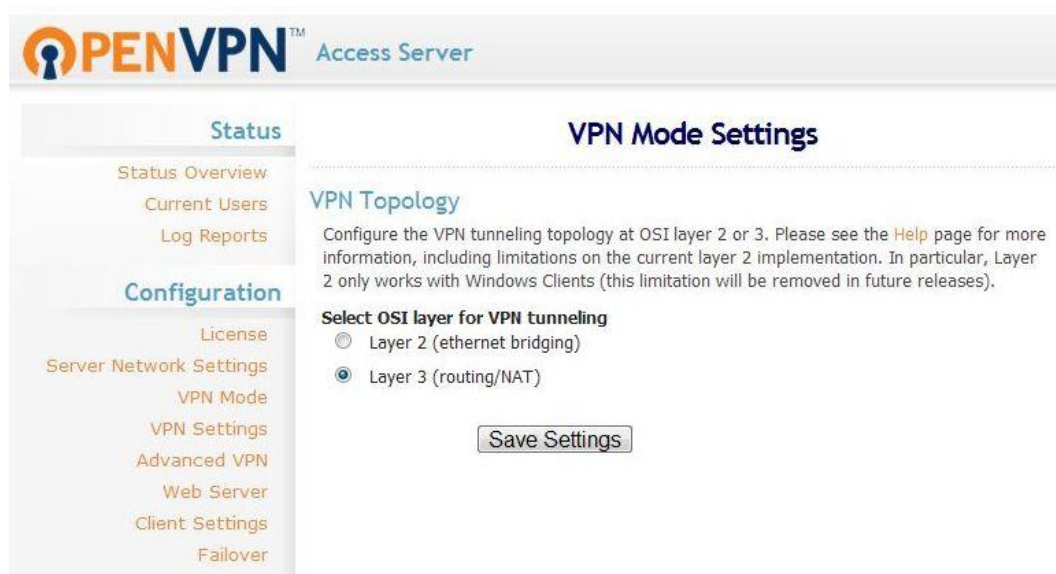 OPENVPN™ Access Server
Status
Status Overview
Current Users
Log Reports
Configuration
License
Server Network Settings
VPN Mode
VPN Settings
Advanced VPN
Web Server
Client Settings
Failover
VPN Mode Settings
VPN Topology
Configure the VPN tunneling topology at OSI layer 2 or 3. Please see the Help page for more
information, including limitations on the current layer 2 implementation. In particular, Layer
2 only works with Windows Clients (this limitation will be removed in future releases).
Select OSI layer for VPN tunneling
Layer 2 (ethernet bridging)
Layer 3 (routing/NAT)
Save Settings